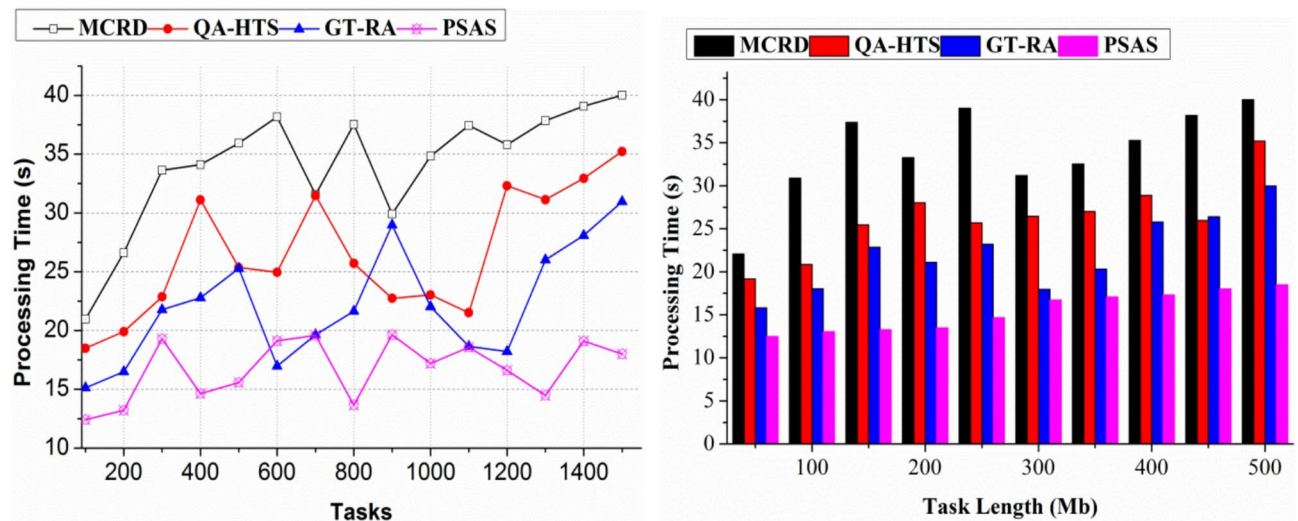 MCRD QA-HTS GT-RA PSAS
Processing Time (s)
40
35
30
25
20
15
10
200 400 600 800 1000 1200 1400
Tasks
MCRD QA-HTS GT-RA PSAS
Processing Time (s)
40
35
30
25
20
15
10
5
0
100 200 300 400 500
Task Length (Mb)